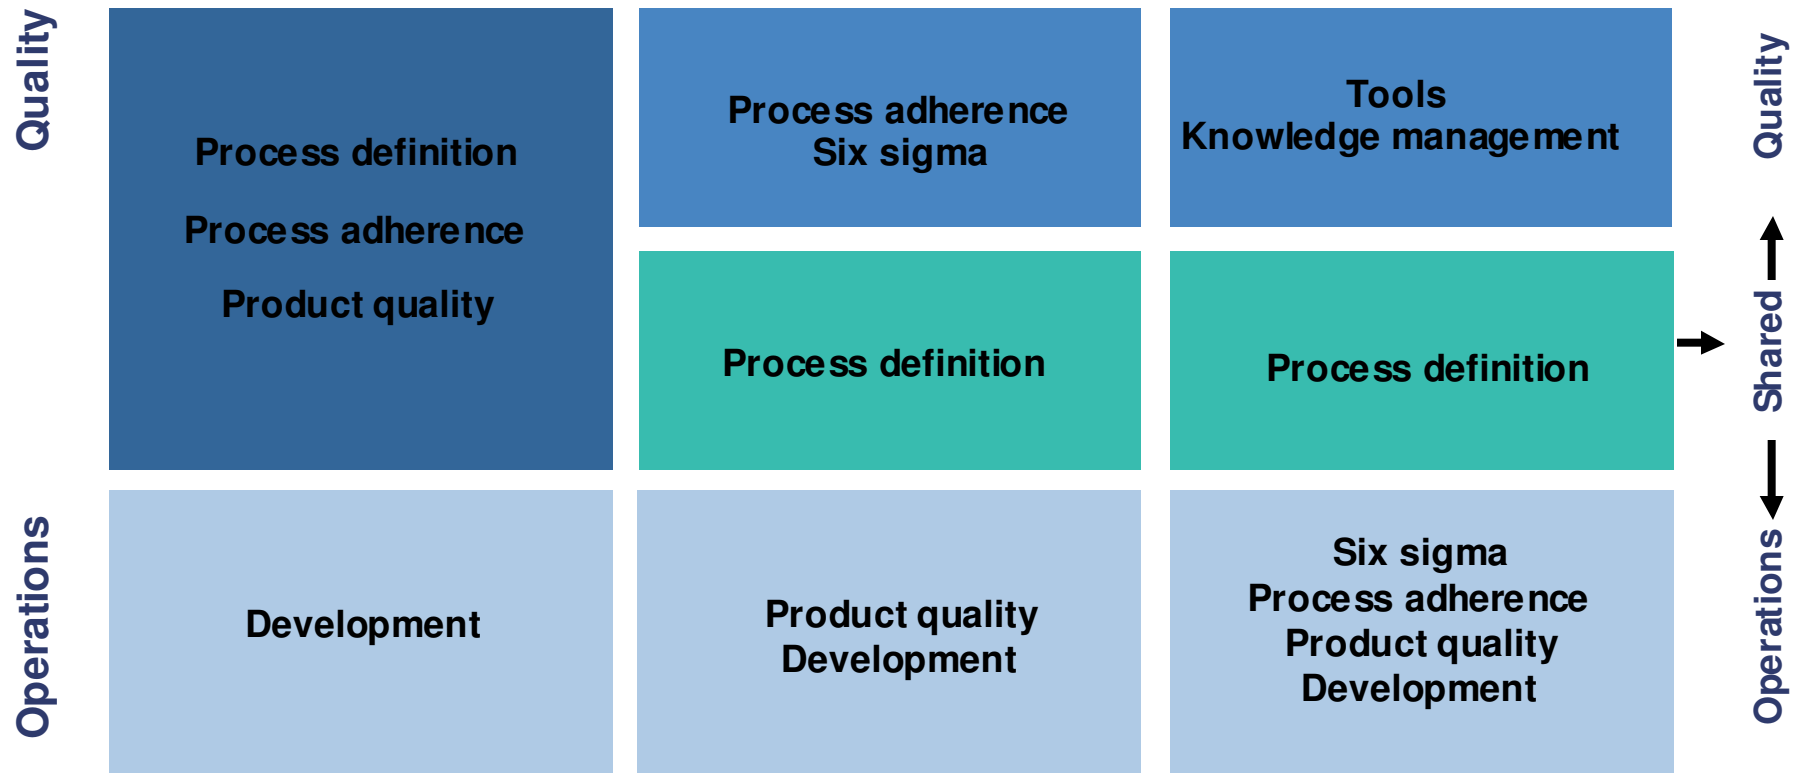 Quality
Process definition
Process adherence
Product quality
Process adherence
Six sigma
Tools
Knowledge management
Quality
Process definition
Process definition
Shared
Operations
Development
Product quality
Development
Six sigma
Process adherence
Product quality
Development
Operations